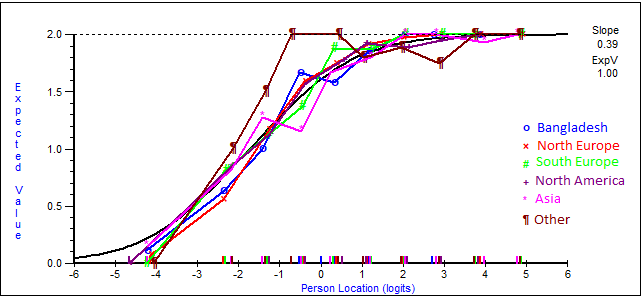 Slope
0.39
ExpV
1.00
Expected Value
2.0
1.5
1.0
0.5
0.0
-6 -5 -4 -3 -2 -1 0 1 2 3 4 5 6
Person Location (logits)
o Bangladesh
× North Europe
# South Europe
+ North America
* Asia
¶ Other